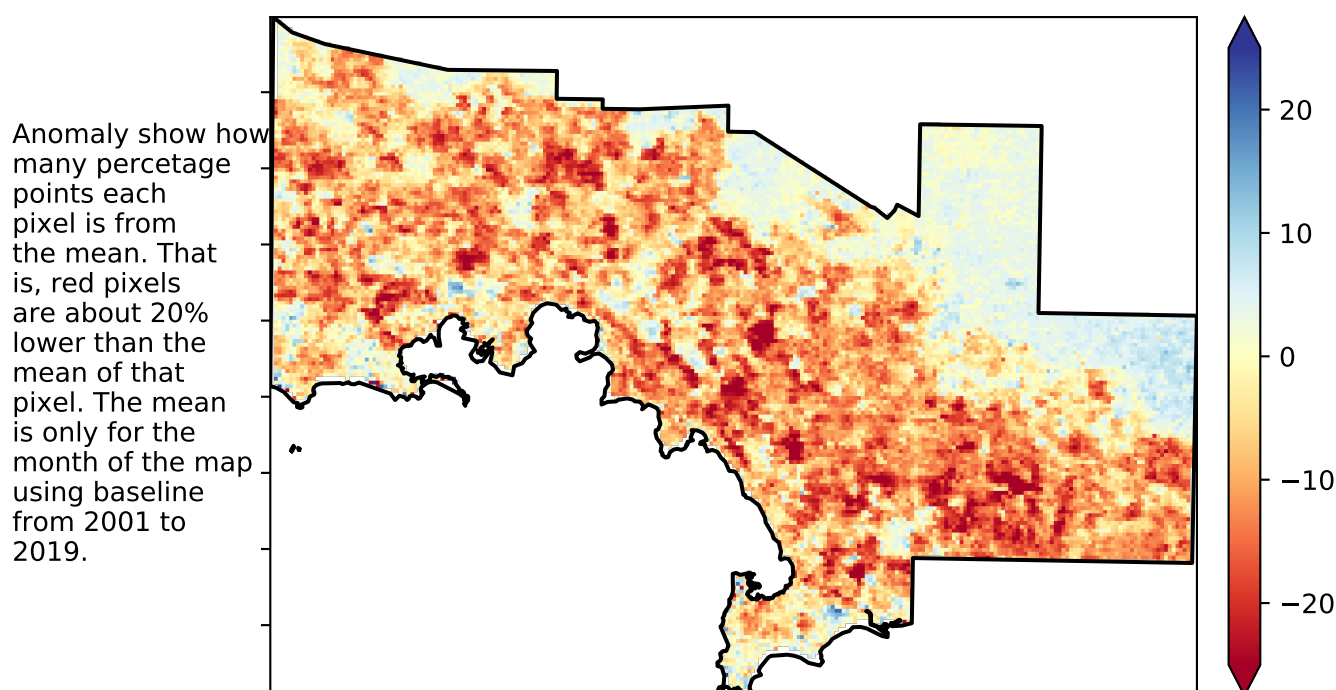 Anomaly show how
many percetage
points each
pixel is from
the mean. That
is, red pixels
are about 20%
lower than the
mean of that
pixel. The mean
is only for the
month of the map
using baseline
from 2001 to
2019.
20
10
0
−10
−20